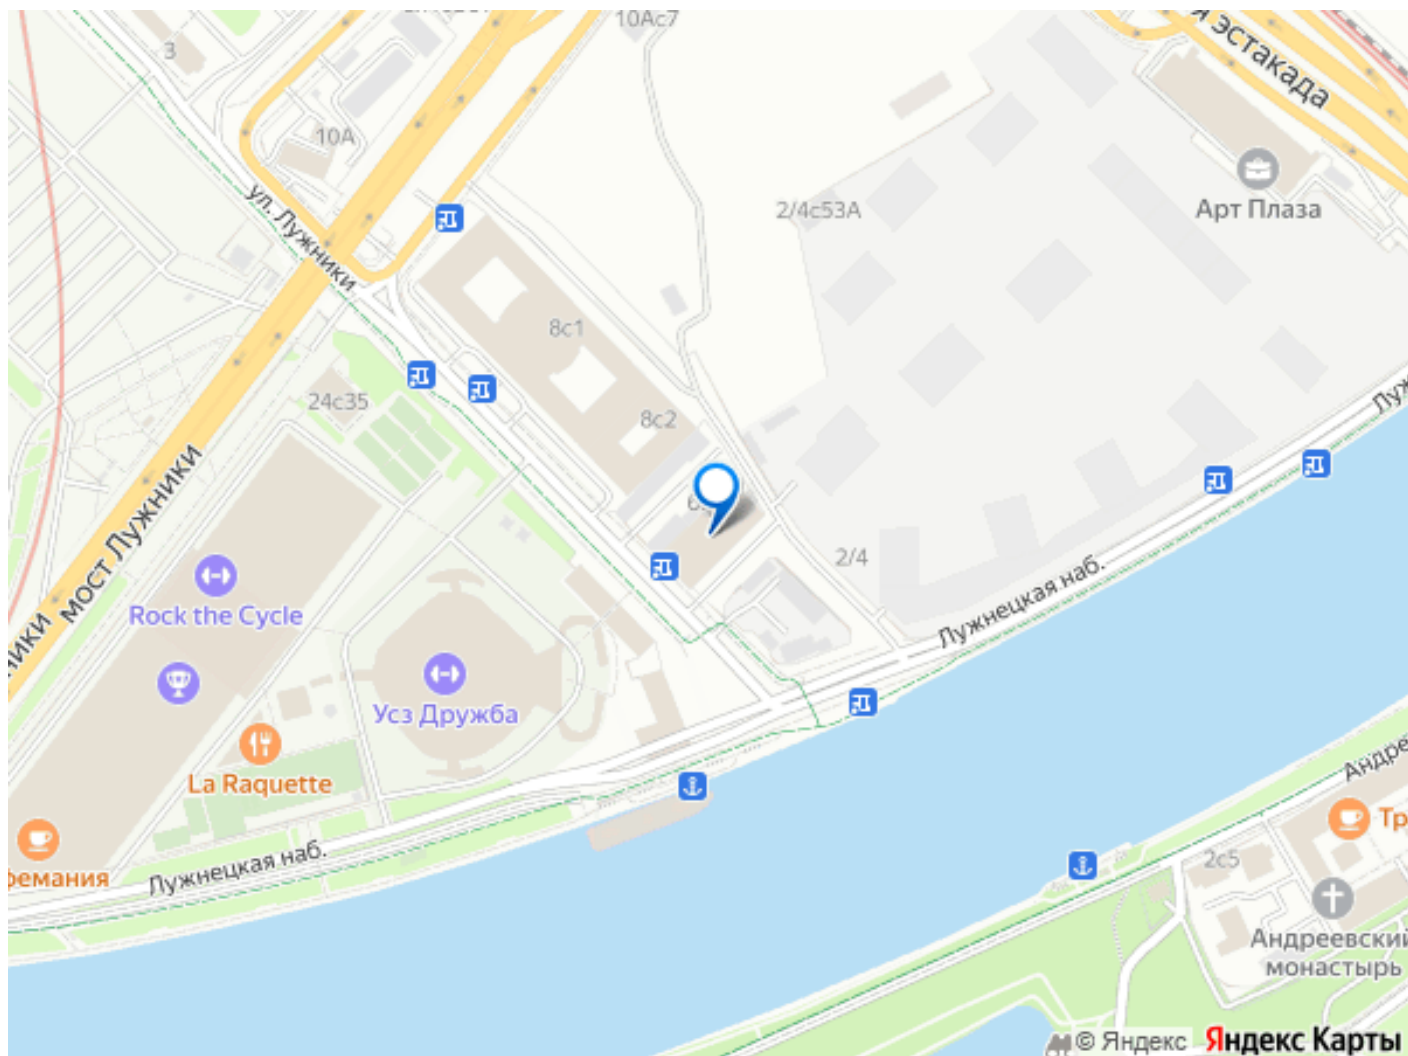 10Ас7
3
эстакада
10А
ул. Лужники
2/4с53А
Арт Плаза
8с1
24с35
8с2
мост Лужники
2/4
Rock the Cycle
Лужнецкая наб.
Усз Дружба
La Raquette
Лужнецкая наб.
2с5
Андреевский
монастырь
© Яндекс
Яндекс Карты